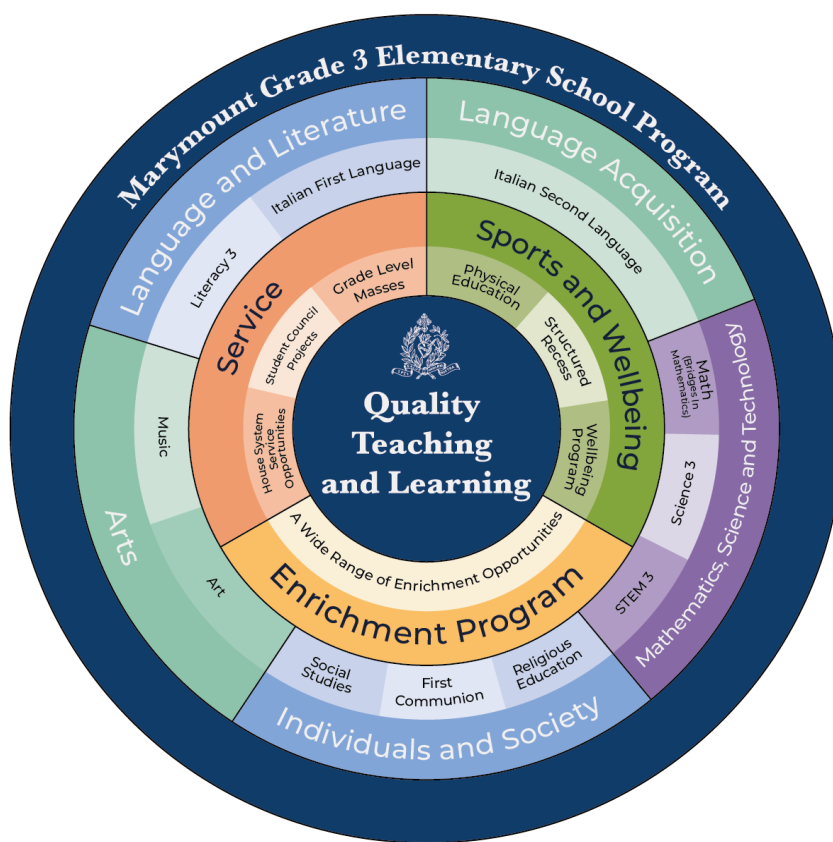 Marymount Grade 3 Elementary School Program
Language and Literature
Literacy 3
Italian First Language
Language Acquisition
Italian Second Language
Mathematics, Science and Technology
Math
(Bridges In
Mathematics)
Science 3
STEM 3
Individuals and Society
Social
Studies
First
Communion
Religious
Education
Arts
Music
Art
Service
House System
Service
Opportunities
Student Council
Projects
Grade Level
Masses
Sports and Wellbeing
Physical
Education
Structured
Recess
Wellbeing
Program
Enrichment Program
A Wide Range of Enrichment Opportunities
Quality
Teaching
and Learning